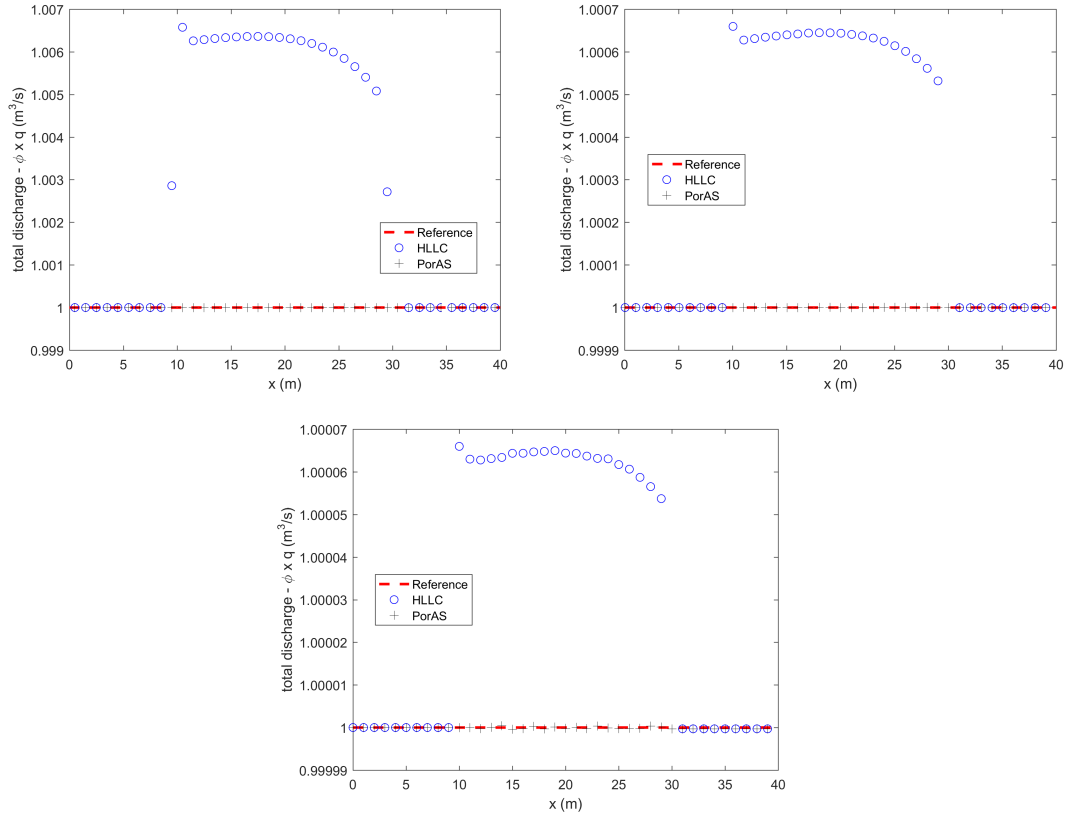 total discharge - ϕ x q (m³/s)
1.007
1.006
1.005
1.004
1.003
1.002
1.001
1
0.999
0 5 10 15 20 25 30 35 40
x (m)
Reference
HLLC
PorAS
total discharge - ϕ x q (m³/s)
1.0007
1.0006
1.0005
1.0004
1.0003
1.0002
1.0001
1
0.9999
0 5 10 15 20 25 30 35 40
x (m)
Reference
HLLC
PorAS
total discharge - ϕ x q (m³/s)
1.00007
1.00006
1.00005
1.00004
1.00003
1.00002
1.00001
1
0.99999
0 5 10 15 20 25 30 35 40
x (m)
Reference
HLLC
PorAS